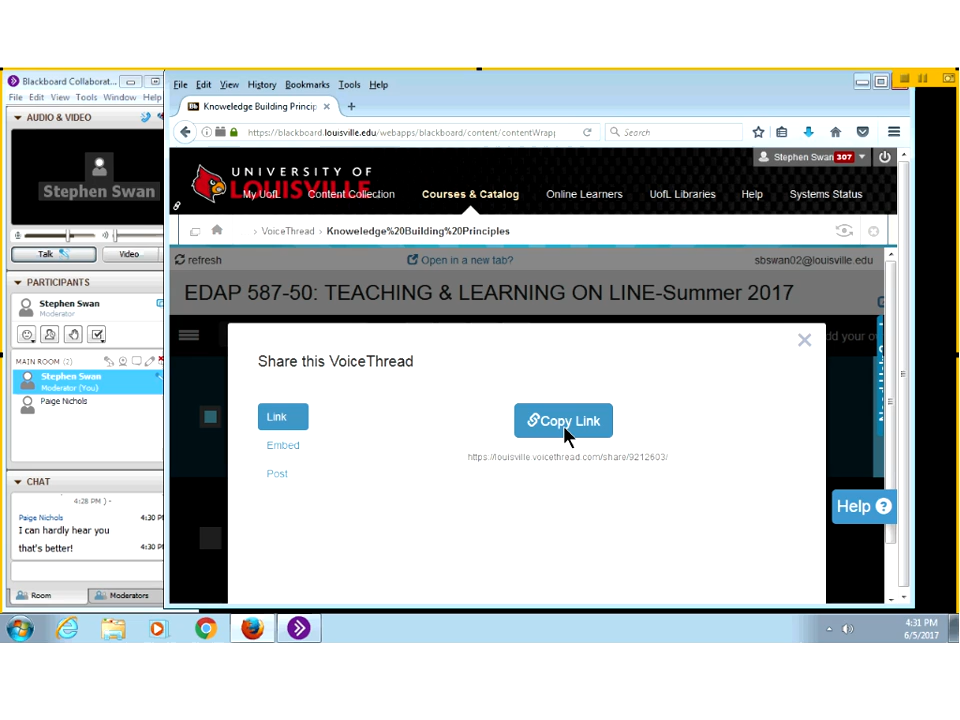 Blackboard Collaborat...
File Edit View Tools Window Help
AUDIO & VIDEO
Stephen Swan
Talk
Video
PARTICIPANTS
Stephen Swan
Moderator
MAIN ROOM (2)
Stephen Swan
Moderator (You)
Paige Nichols
CHAT
4:28 PM ) -
Paige Nichols 4:30 P
I can hardly hear you
that's better! 4:30 P
Room
Moderators
File Edit View History Bookmarks Tools Help
Bb Knoweledge Building Princip
https://blackboard.louisville.edu/webapps/blackboard/content/contentWrapp
Search
Stephen Swan 307
UNIVERSITY OF
LOUISVILLE
My UofL Content Collection Courses & Catalog Online Learners UofL Libraries Help Systems Status
> VoiceThread > Knoweledge%20Building%20Principles
refresh
Open in a new tab?
sbswan02@louisville.edu
EDAP 587-50: TEACHING & LEARNING ON LINE-Summer 2017
dd your ow
Share this VoiceThread
Link
Embed
Post
Copy Link
https://louisville.voicethread.com/share/9212603/
Help ?
4:31 PM
6/5/2017